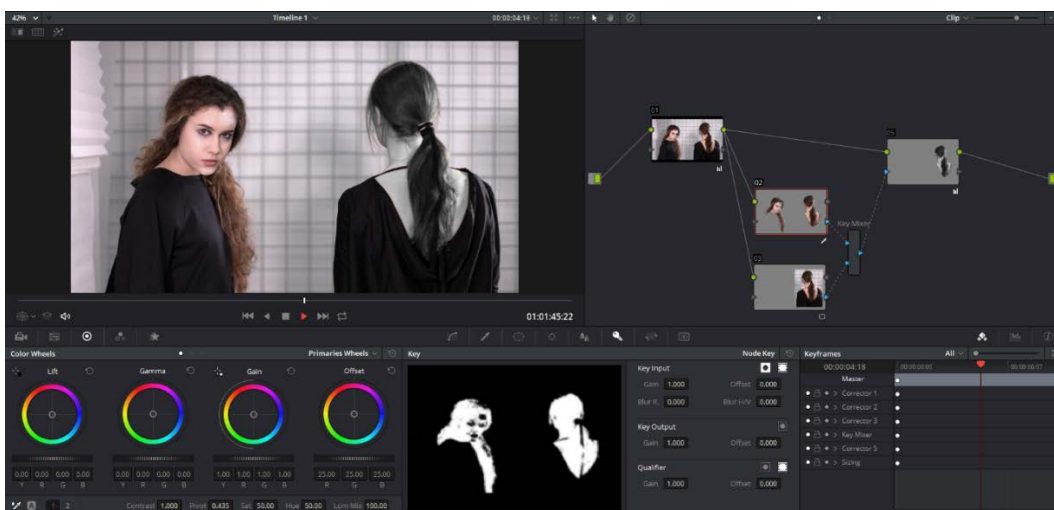 42%
Timeline 1
00:00:04:18
Clip
01
02
Key Mixer
03
05
01:01:45:22
Color Wheels
Primaries Wheels
Key
Node Key
Keyframes
All
Lift
Gamma
Gain
Offset
Key Input
Gain 1.000 Offset 0.000
Blur R. 0.000 Blur H/V 0.000
Key Output
Gain 1.000 Offset 0.000
Qualifier
Gain 1.000 Offset 0.000
00:00:04:18
00:00:00:00
Master
Corrector 1
Corrector 2
Corrector 3
Key Mixer
Corrector 5
Sizing
0.00 0.00 0.00 0.00
0.00 0.00 0.00 0.00
1.00 1.00 1.00 1.00
25.00 25.00 25.00
Y R G B
Y R G B
Y R G B
R G B
A 1 2
Contrast 1.000 Pivot 0.435 Sat 50.00 Hue 50.00 Lum Mix 100.00